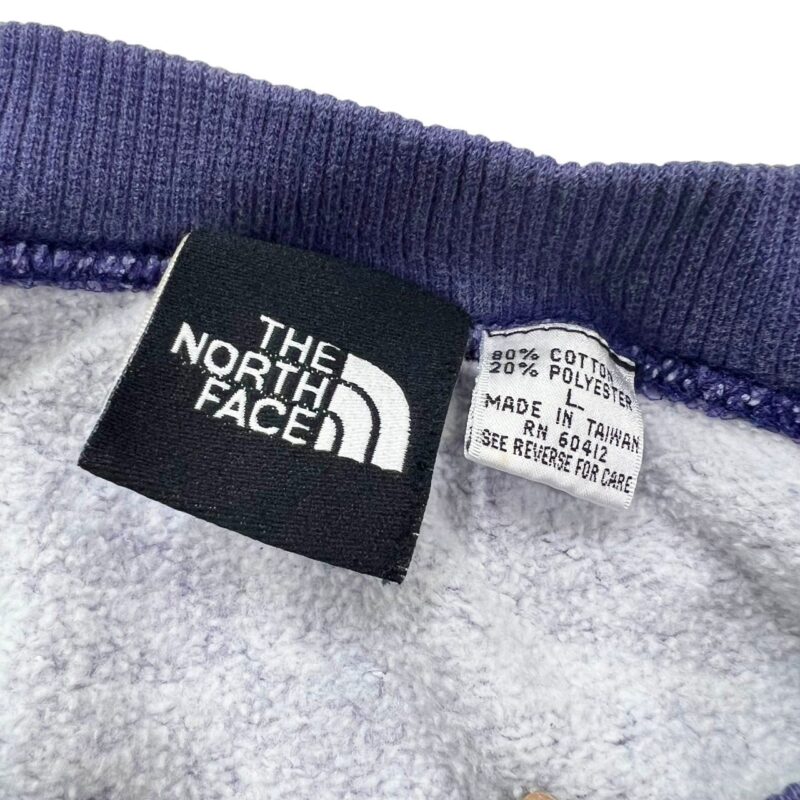 THE
NORTH
FACE
80% COTTON
20% POLYESTER
L
MADE IN TAIWAN
RN 60412
SEE REVERSE FOR CARE